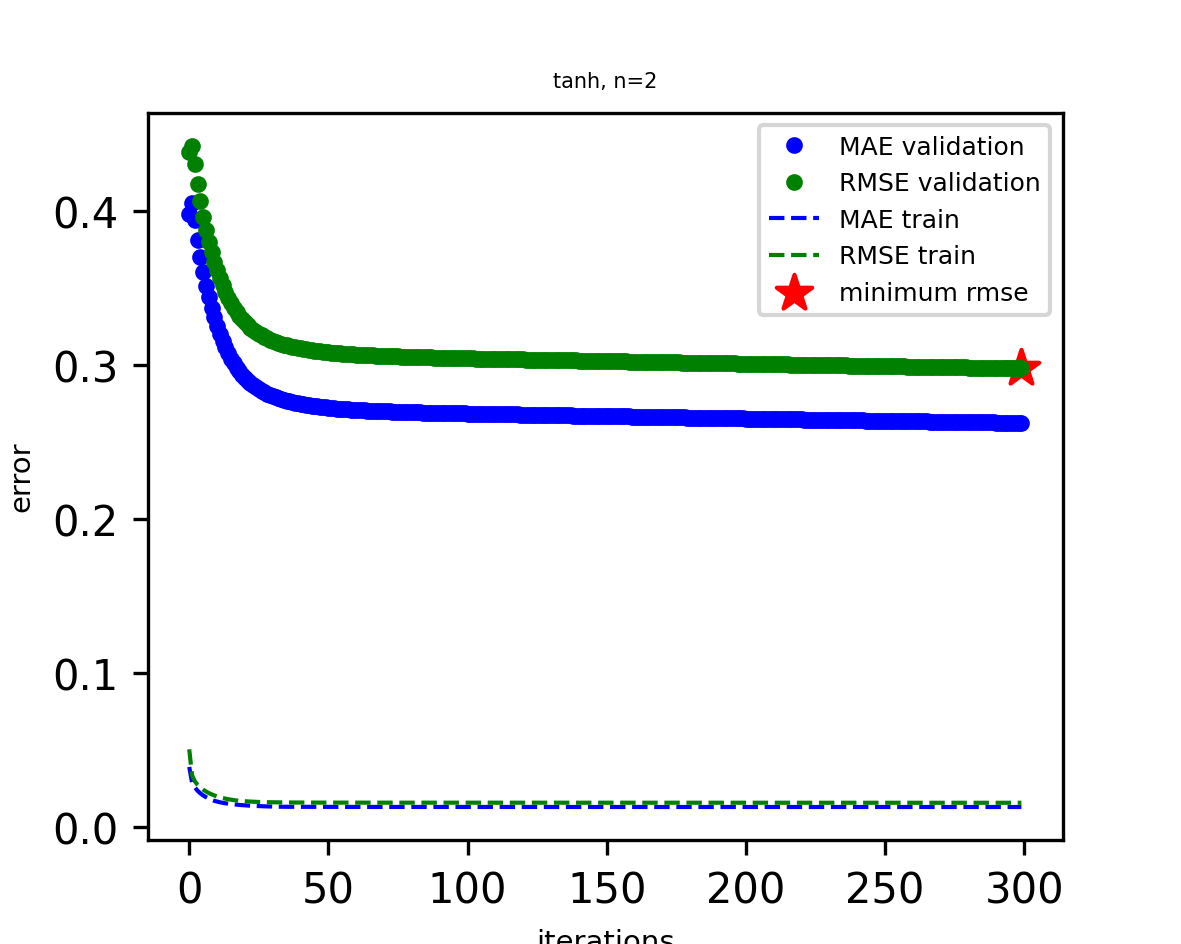 tanh, n=2
MAE validation
RMSE validation
MAE train
RMSE train
minimum rmse
error
0.4
0.3
0.2
0.1
0.0
0 50 100 150 200 250 300
iterations